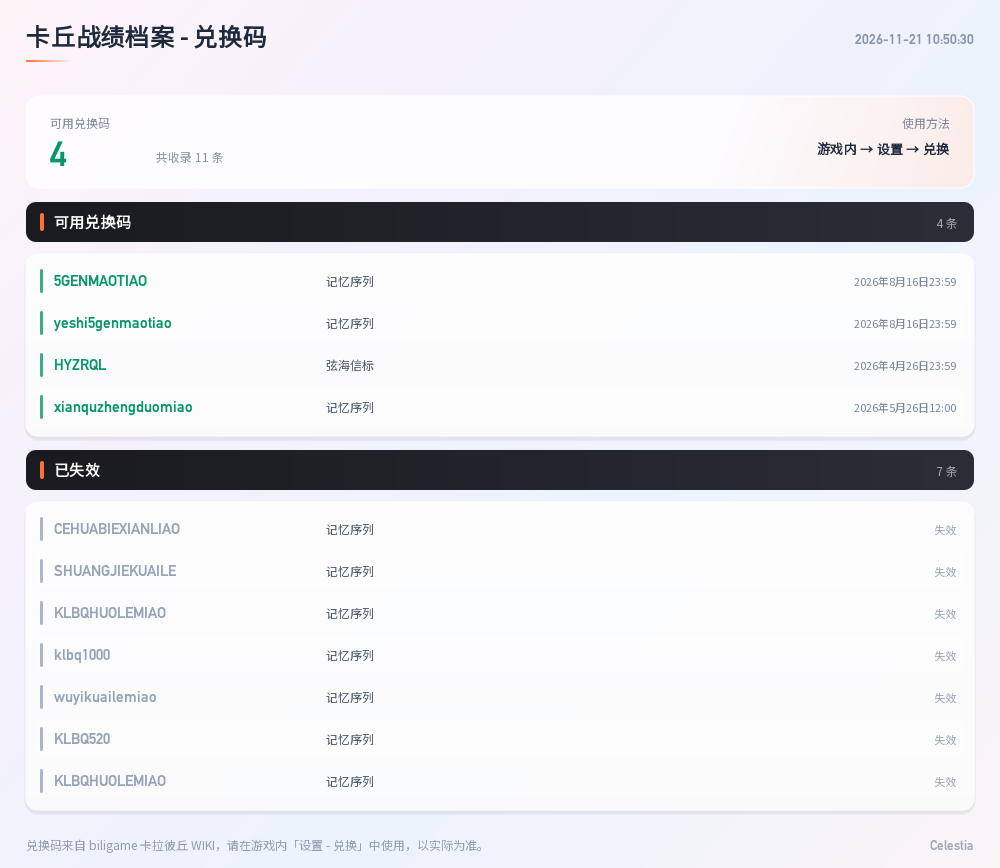 卡丘战绩档案 - 兑换码
2026-11-21 10:50:30
可用兑换码
4
共收录 11 条
使用方法
游戏内 → 设置 → 兑换
可用兑换码 4 条
5GENMAOTIAO 记忆序列 2026年8月16日23:59
yeshi5genmaotiao 记忆序列 2026年8月16日23:59
HYZRQL 弦海信标 2026年4月26日23:59
xianquzhengduomiao 记忆序列 2026年5月26日12:00
已失效 7 条
CEHUABIEXIANLIAO 记忆序列 失效
SHUANGJIEKUAILE 记忆序列 失效
KLBQHUOLEMIAO 记忆序列 失效
klbq1000 记忆序列 失效
wuyikuailemiao 记忆序列 失效
KLBQ520 记忆序列 失效
KLBQHUOLEMIAO 记忆序列 失效
兑换码来自 biligame 卡拉彼丘 WIKI，请在游戏内「设置 - 兑换」中使用，以实际为准。
Celestia